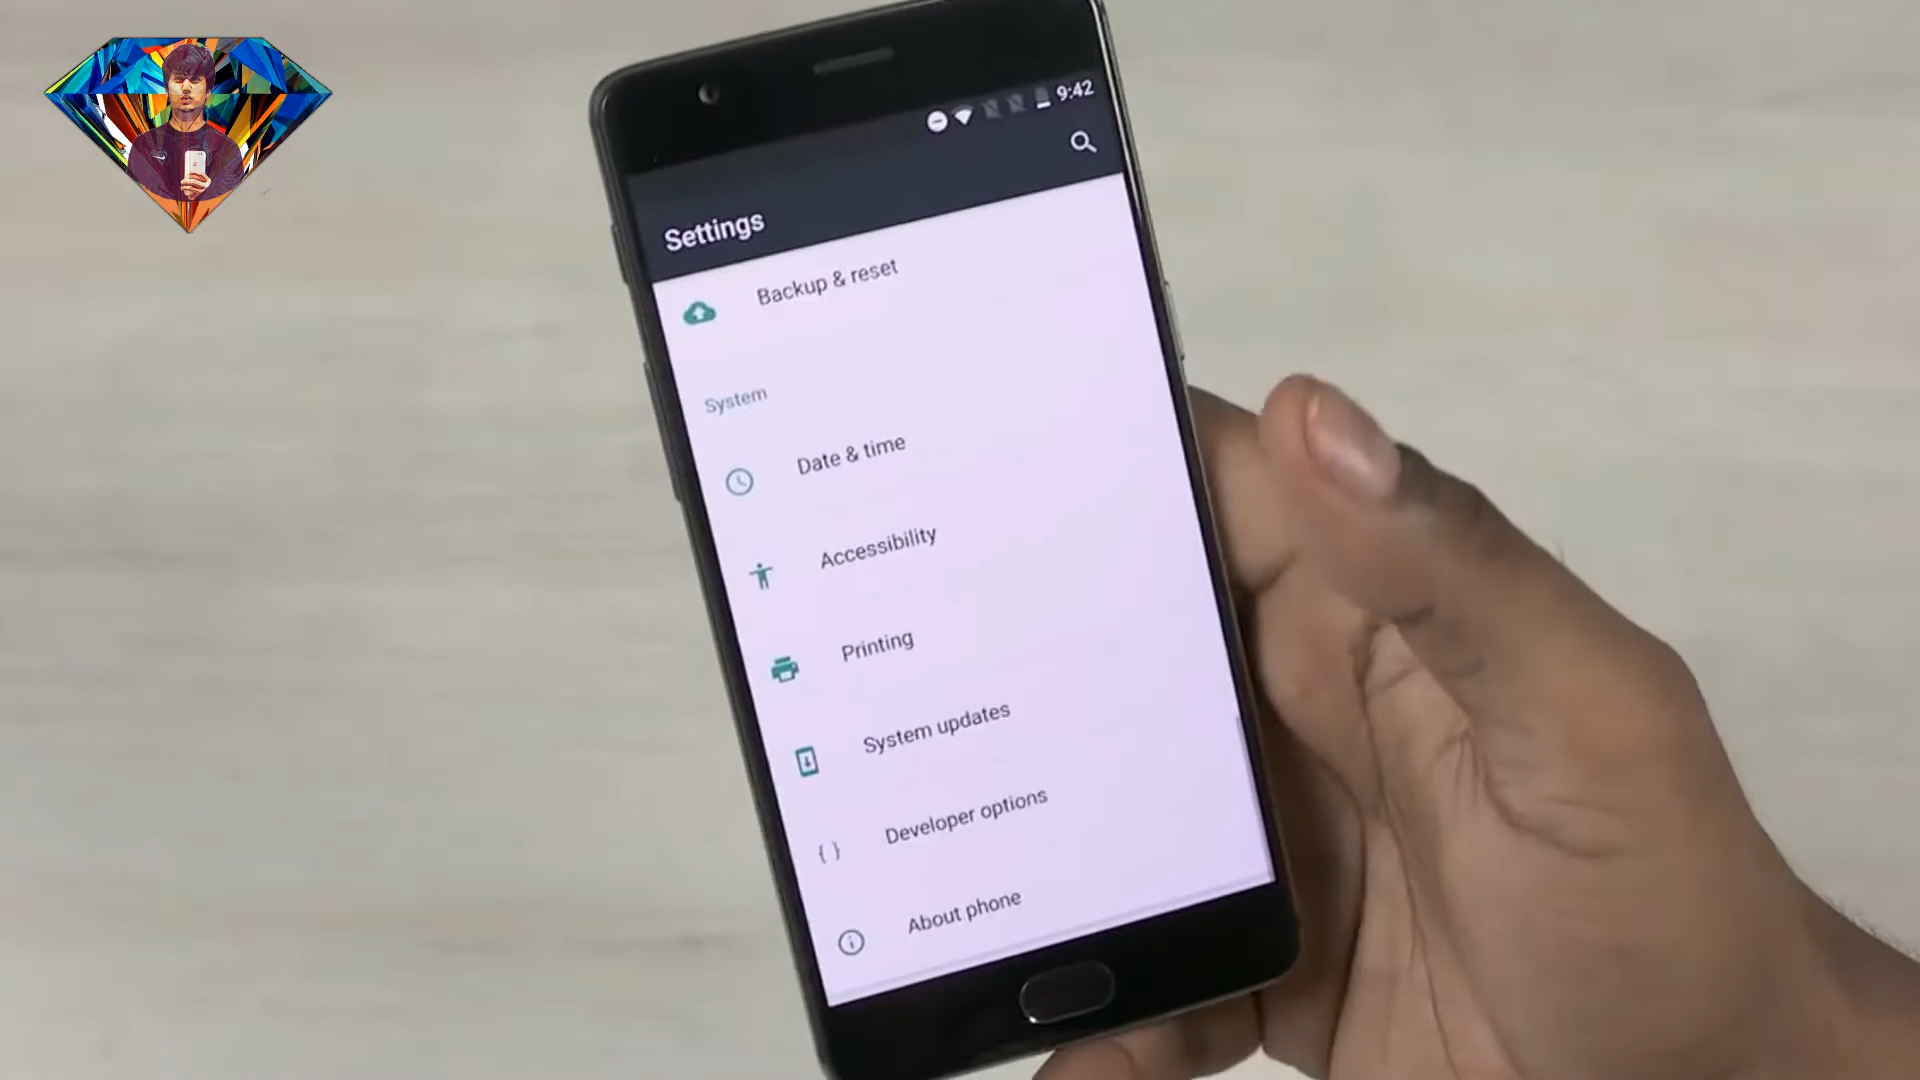 9:42
Settings
Backup & reset
System
Date & time
Accessibility
Printing
System updates
Developer options
About phone